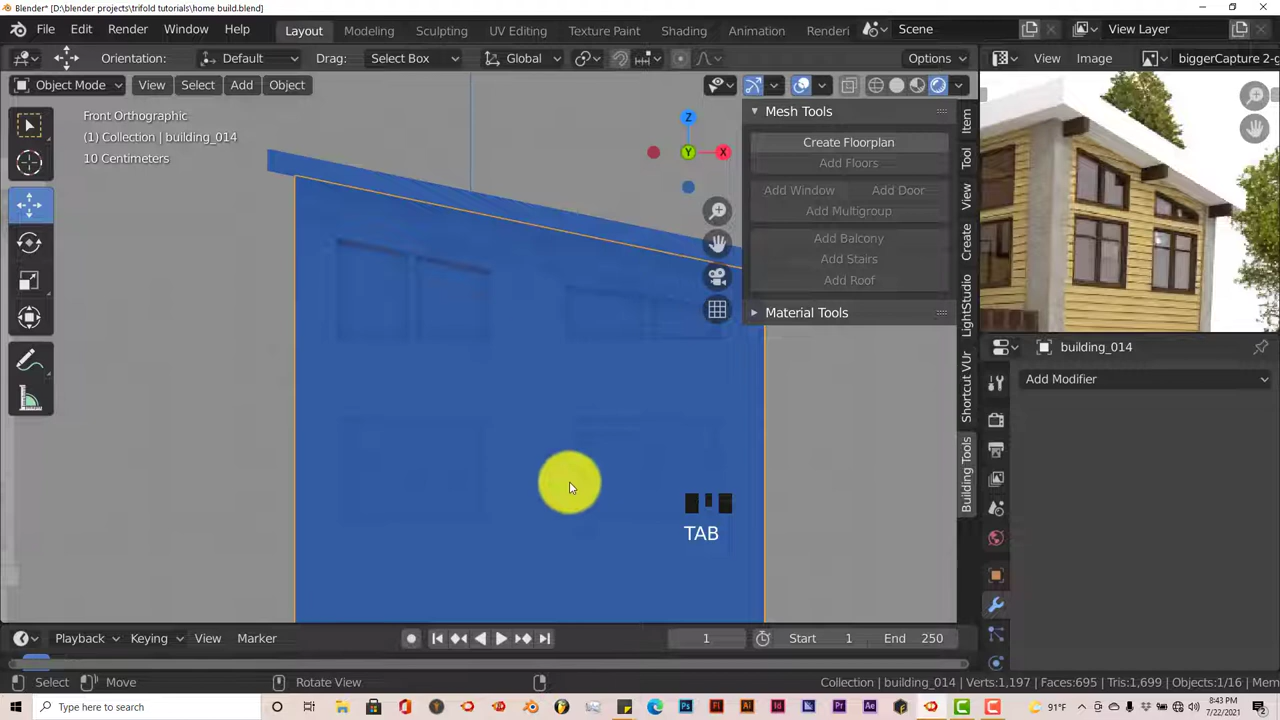 Blender* [D:\blender projects\trifold tutorials\home build.blend]
File Edit Render Window Help Layout Modeling Sculpting UV Editing Texture Paint Shading Animation Renderi Scene View Layer
Orientation: Default Drag: Select Box Global Options View Image biggerCapture 2-g
Object Mode View Select Add Object
Front Orthographic
(1) Collection | building_014
10 Centimeters
Z
Y
X
Mesh Tools
Create Floorplan
Add Floors
Add Window Add Door
Add Multigroup
Add Balcony
Add Stairs
Add Roof
Material Tools
Item
Tool
View
Create
LightStudio
Shortcut VUr
Building Tools
building_014
Add Modifier
TAB
Playback Keying View Marker 1 Start 1 End 250
Select Move Rotate View Collection | building_014 | Verts:1,197 | Faces:695 | Tris:1,699 | Objects:1/16 | Mem
Type here to search 91°F 8:43 PM
7/22/2021